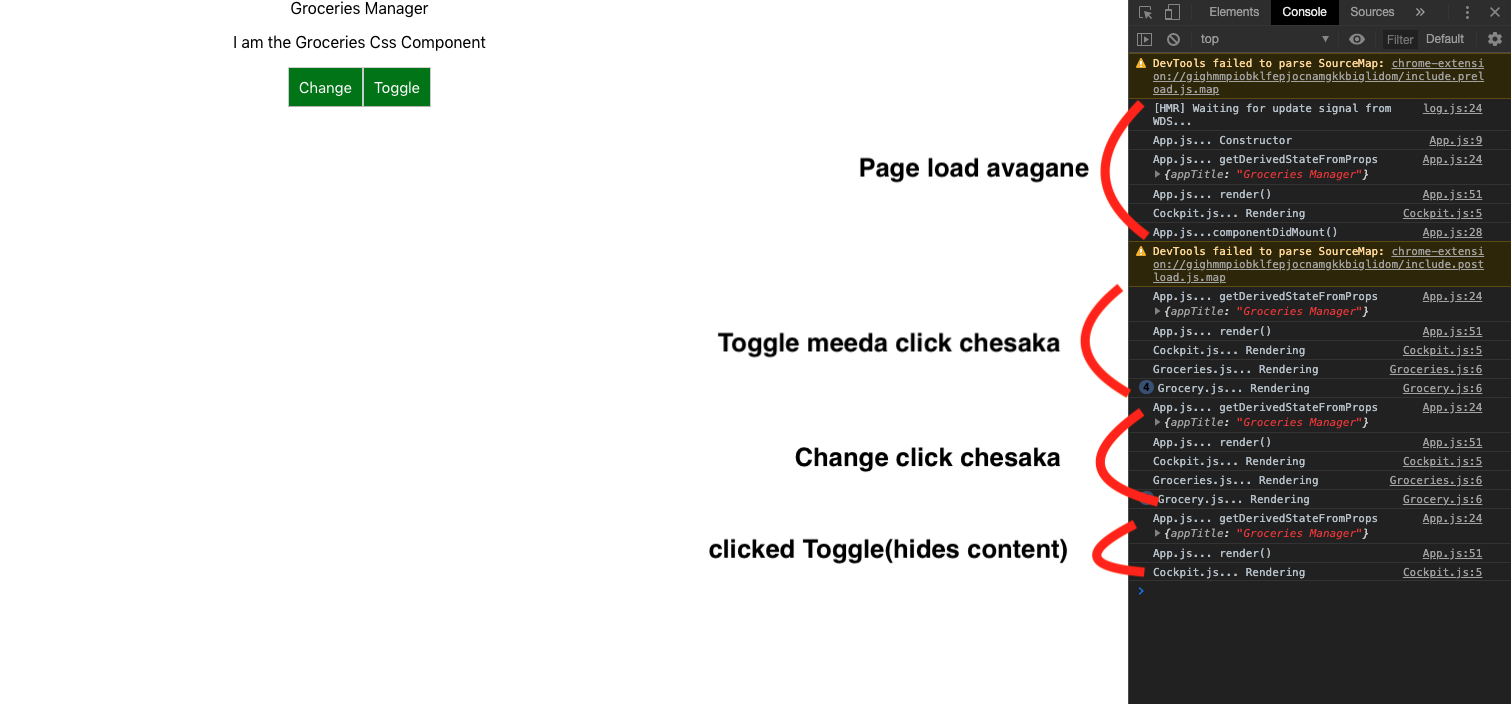 Groceries Manager
I am the Groceries Css Component
Change Toggle
Page load avagane
Toggle meeda click chesaka
Change click chesaka
clicked Toggle(hides content)
Elements Console Sources »
top Filter Default
DevTools failed to parse SourceMap: chrome-extensi
on://gighmmpiobklfepjocnamgkkbiglidom/include.prel
oad.js.map
[HMR] Waiting for update signal from log.js:24
WDS...
App.js... Constructor App.js:9
App.js... getDerivedStateFromProps App.js:24
{appTitle: "Groceries Manager"}
App.js... render() App.js:51
Cockpit.js... Rendering Cockpit.js:5
App.js...componentDidMount() App.js:28
DevTools failed to parse SourceMap: chrome-extensi
on://gighmmpiobklfepjocnamgkkbiglidom/include.post
load.js.map
App.js... getDerivedStateFromProps App.js:24
{appTitle: "Groceries Manager"}
App.js... render() App.js:51
Cockpit.js... Rendering Cockpit.js:5
Groceries.js... Rendering Groceries.js:6
4 Grocery.js... Rendering Grocery.js:6
App.js... getDerivedStateFromProps App.js:24
{appTitle: "Groceries Manager"}
App.js... render() App.js:51
Cockpit.js... Rendering Cockpit.js:5
Groceries.js... Rendering Groceries.js:6
Grocery.js... Rendering Grocery.js:6
App.js... getDerivedStateFromProps App.js:24
{appTitle: "Groceries Manager"}
App.js... render() App.js:51
Cockpit.js... Rendering Cockpit.js:5